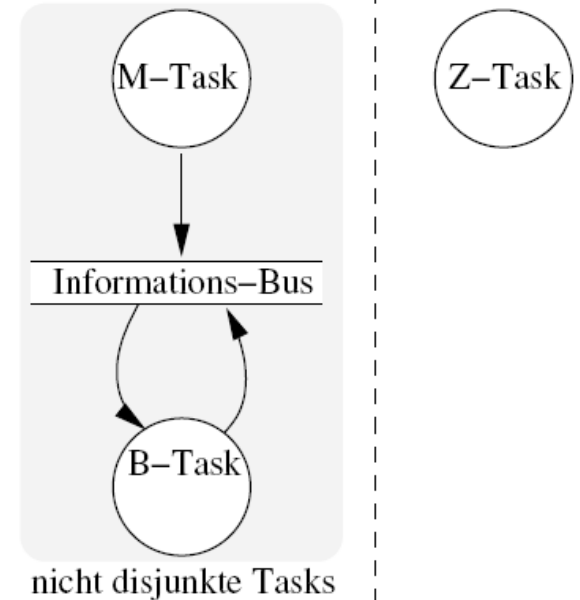 M–Task
Z–Task
Informations–Bus
B–Task
nicht disjunkte Tasks